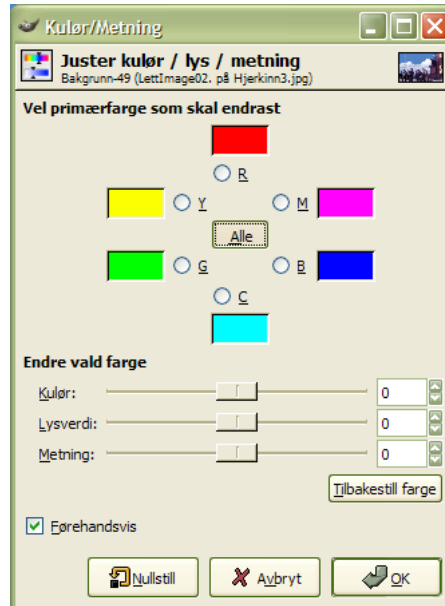 Kulør/Metning
Juster kulør / lys / metning
Bakgrunn-49 (LettImage02. på Hjerkinn3.jpg)
Vel primærfarge som skal endrast
R
Y M
Alle
G B
C
Endre vald farge
Kulør: 0
Lysverdi: 0
Metning: 0
Tilbakestill farge
Førehandsvis
Nullstill Avbryt OK